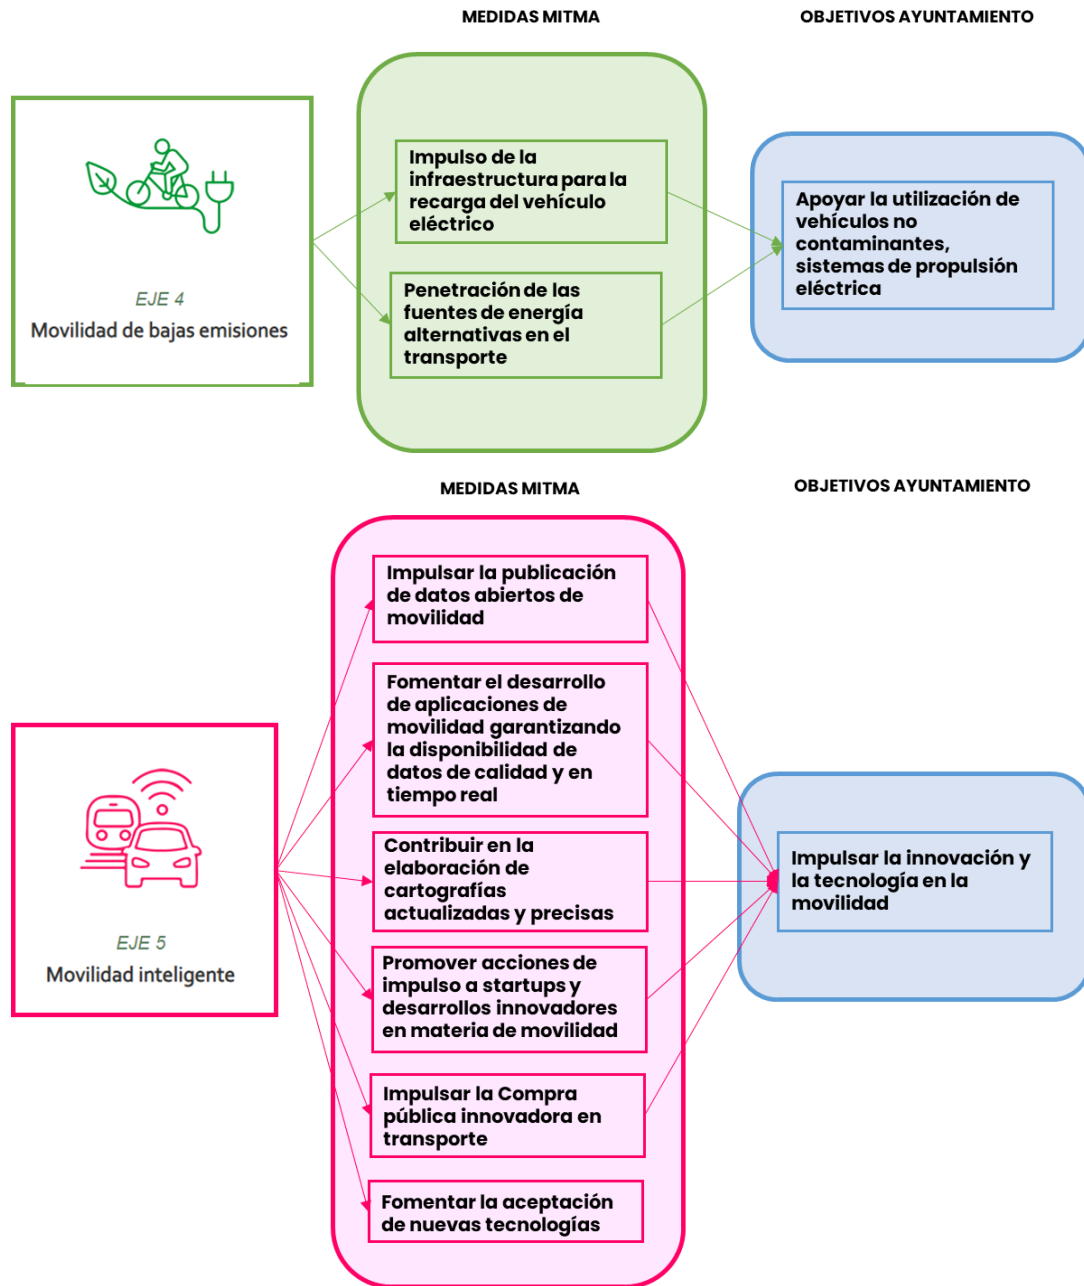 MEDIDAS MITMA
OBJETIVOS AYUNTAMIENTO
EJE 4
Movilidad de bajas emisiones
Impulso de la
infraestructura para la
recarga del vehículo
eléctrico
Penetración de las
fuentes de energía
alternativas en el
transporte
Apoyar la utilización de
vehículos no
contaminantes,
sistemas de propulsión
eléctrica
MEDIDAS MITMA
OBJETIVOS AYUNTAMIENTO
EJE 5
Movilidad inteligente
Impulsar la publicación
de datos abiertos de
movilidad
Fomentar el desarrollo
de aplicaciones de
movilidad garantizando
la disponibilidad de
datos de calidad y en
tiempo real
Contribuir en la
elaboración de
cartografías
actualizadas y precisas
Promover acciones de
impulso a startups y
desarrollos innovadores
en materia de movilidad
Impulsar la Compra
pública innovadora en
transporte
Fomentar la aceptación
de nuevas tecnologías
Impulsar la innovación y
la tecnología en la
movilidad